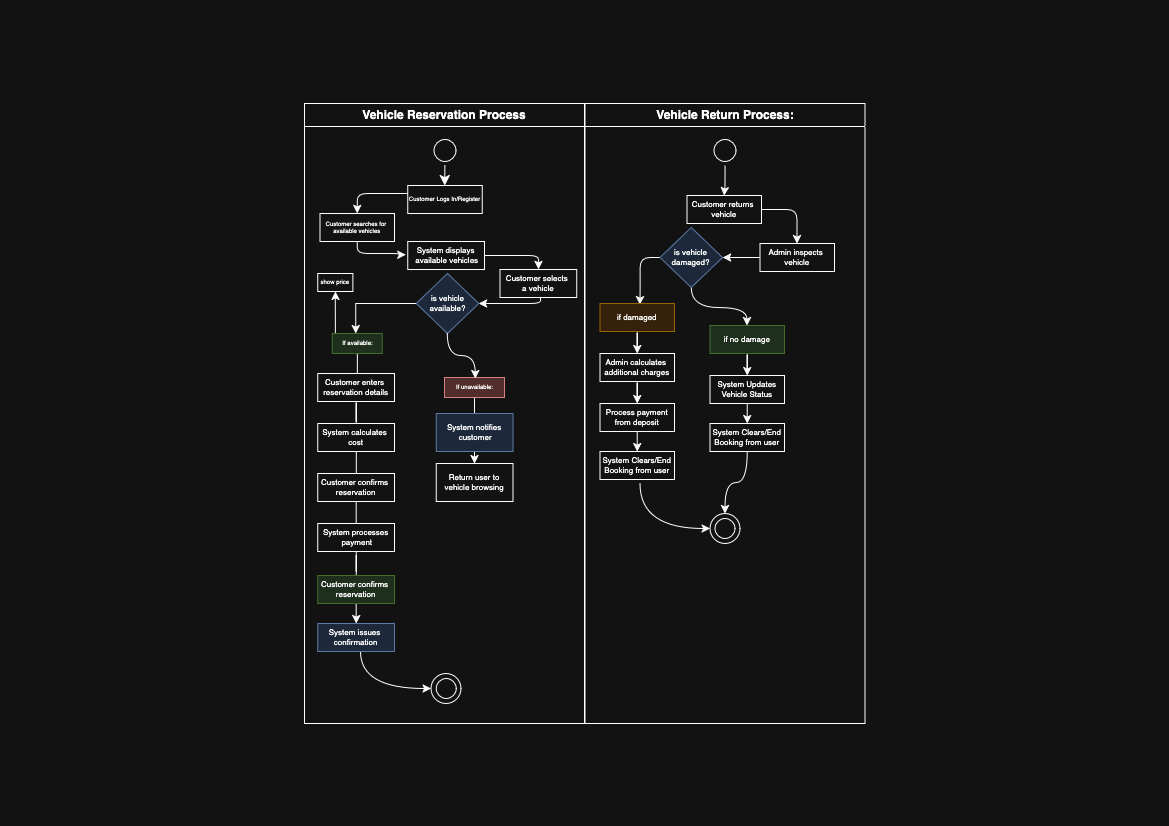 Vehicle Reservation Process
Customer Logs In/Register
Customer searches for
available vehicles
System displays
available vehicles
Customer selects
a vehicle
show price
is vehicle
available?
If available:
Customer enters
reservation details
If unavailable:
System calculates
cost
System notifies
customer
Customer confirms
reservation
Return user to
vehicle browsing
System processes
payment
Customer confirms
reservation
System issues
confirmation
Vehicle Return Process:
Customer returns
vehicle
Admin inspects
vehicle
is vehicle
damaged?
if damaged
if no damage
Admin calculates
additional charges
System Updates
Vehicle Status
Process payment
from deposit
System Clears/End
Booking from user
System Clears/End
Booking from user